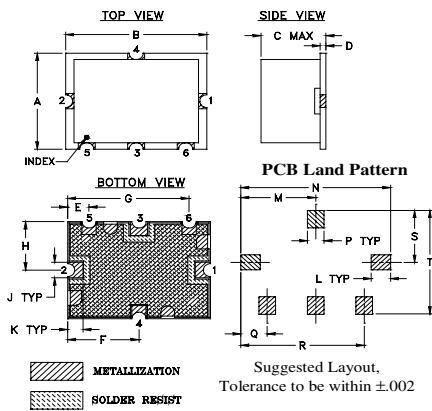 TOP VIEW
SIDE VIEW
B
4
A
2
1
5
3
6
INDEX
C MAX
D
PCB Land Pattern
BOTTOM VIEW
G
E
5
3
6
H
2
1
J TYP
K TYP
F
4
N
M
P TYP
S
T
L TYP
Q
R
METALLIZATION
SOLDER RESIST
Suggested Layout,
Tolerance to be within ±.002